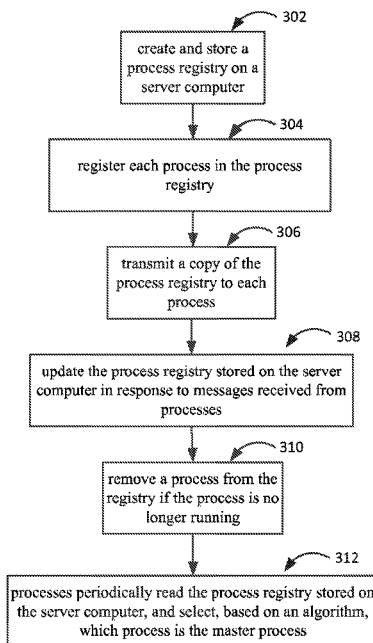 302
create and store a
process registry on a
server computer
304
register each process in the process
registry
306
transmit a copy of the
process registry to each
process
308
update the process registry stored on the server
computer in response to messages received from
processes
310
remove a process from the
registry if the process is no
longer running
312
processes periodically read the process registry stored on
the server computer, and select, based on an algorithm,
which process is the master process